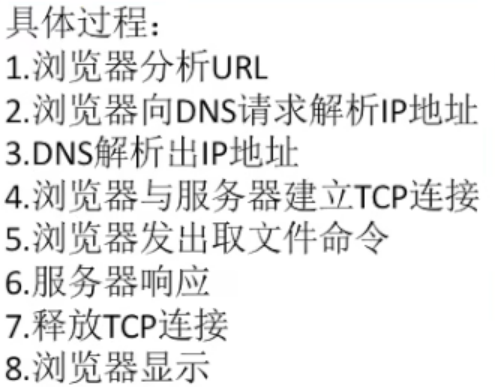 具体过程：
1.浏览器分析URL
2.浏览器向DNS请求解析IP地址
3.DNS解析出IP地址
4.浏览器与服务器建立TCP连接
5.浏览器发出取文件命令
6.服务器响应
7.释放TCP连接
8.浏览器显示